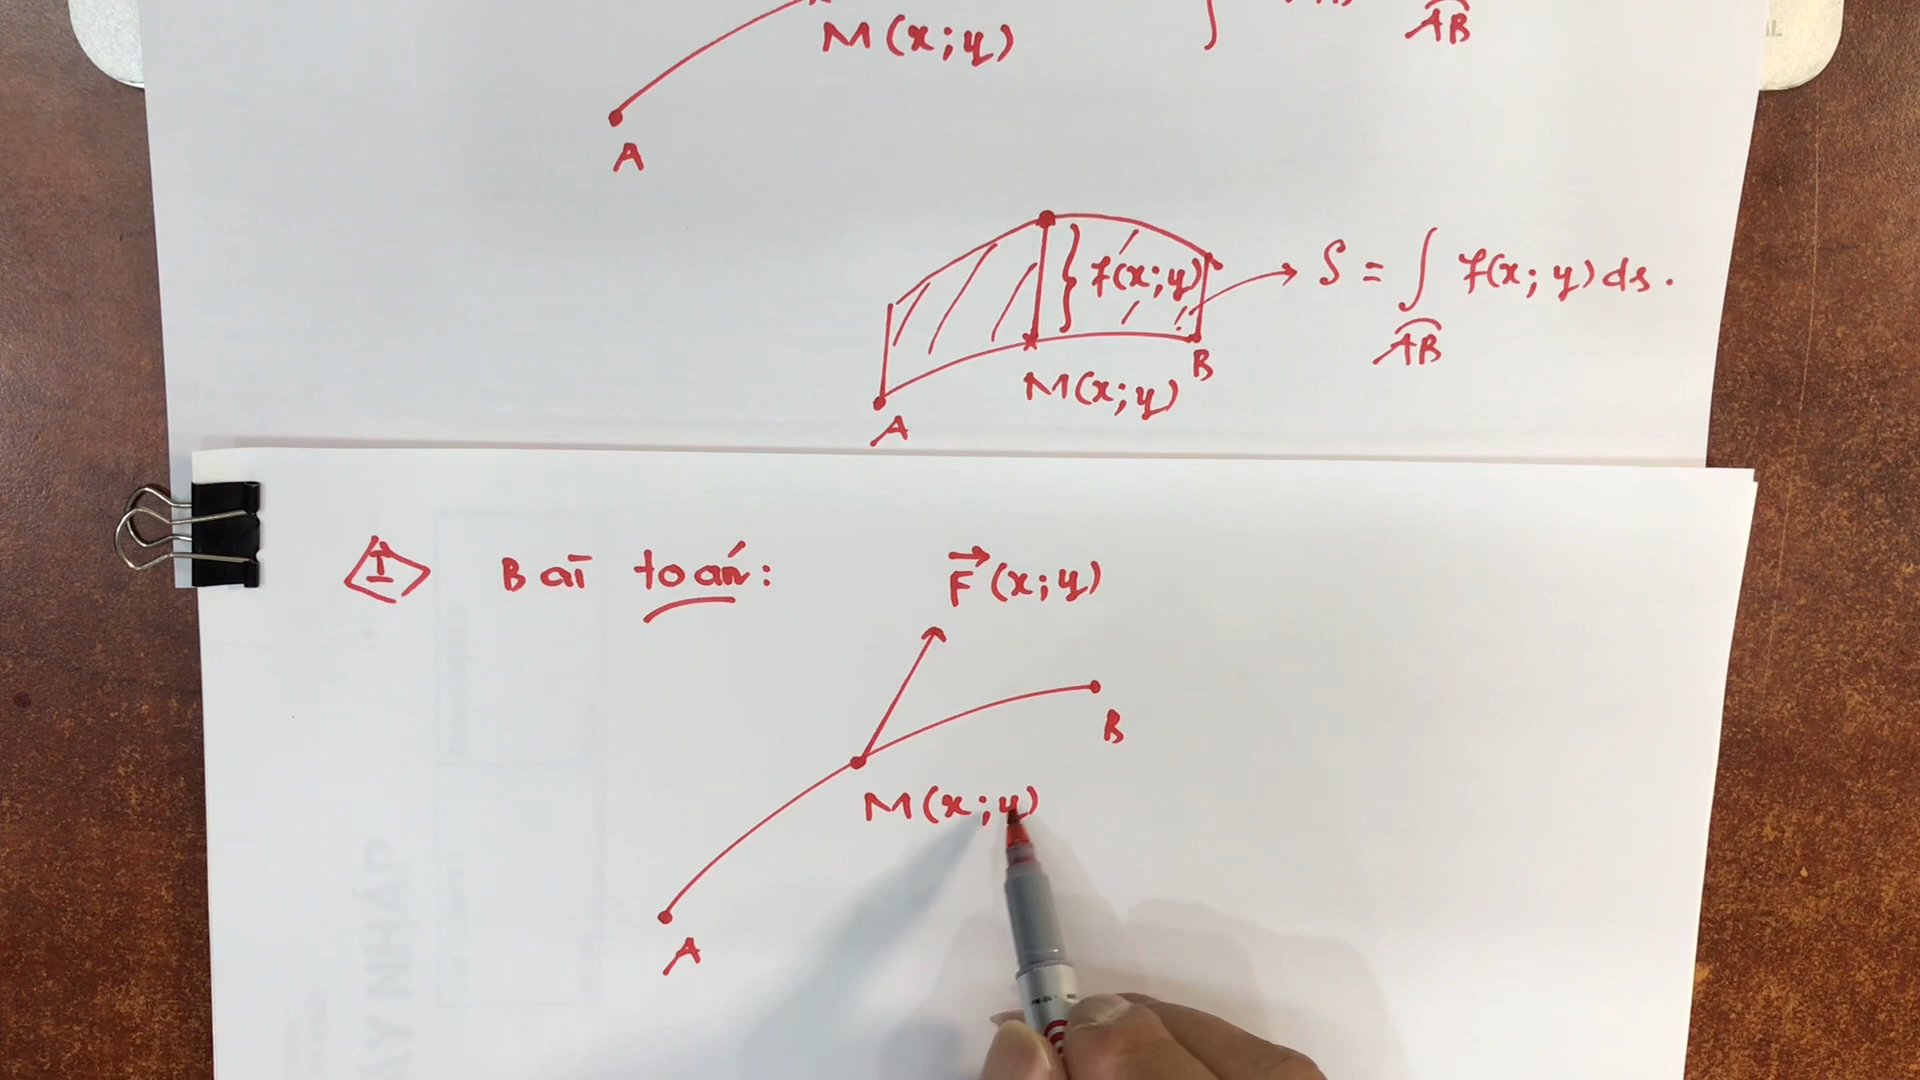 M(x;y)
∫
AB
A
f(x;y)
S = ∫ f(x;y)ds.
AB
B
M(x;y)
A
I Bài toán:
F(x;y)
B
M(x;y)
A